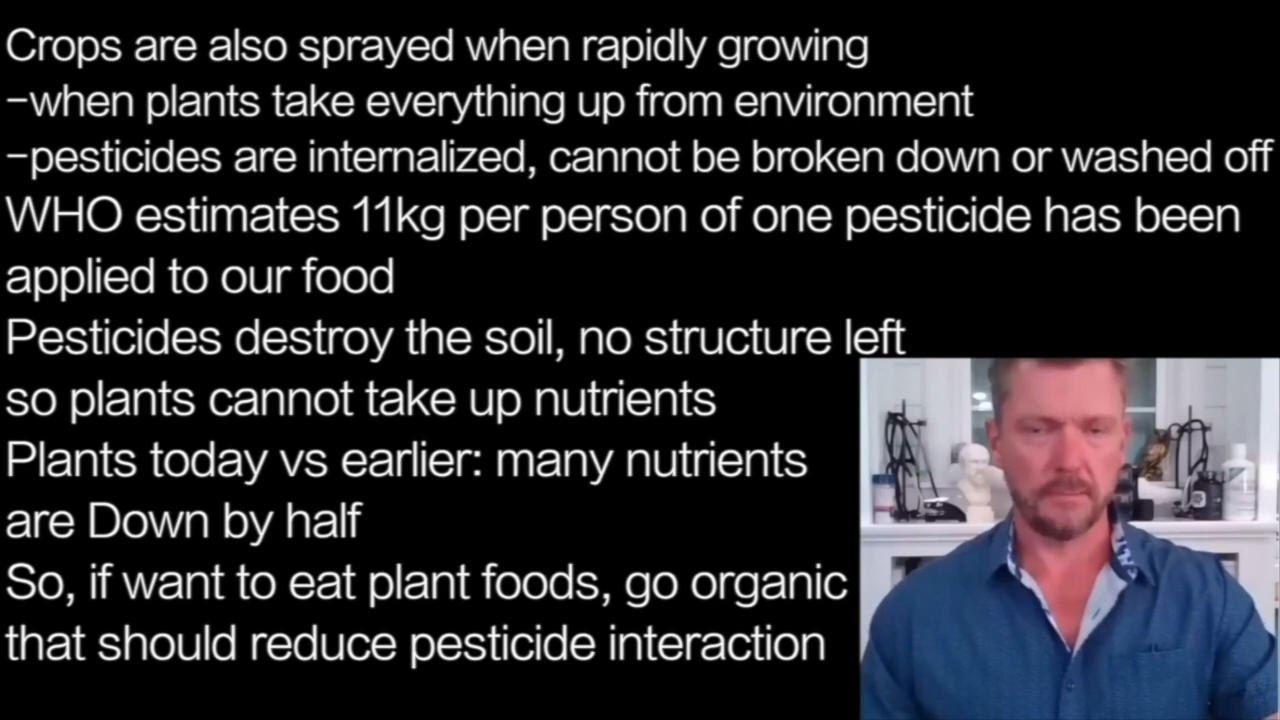 Crops are also sprayed when rapidly growing
-when plants take everything up from environment
-pesticides are internalized, cannot be broken down or washed off
WHO estimates 11kg per person of one pesticide has been
applied to our food
Pesticides destroy the soil, no structure left
so plants cannot take up nutrients
Plants today vs earlier: many nutrients
are Down by half
So, if want to eat plant foods, go organic
that should reduce pesticide interaction